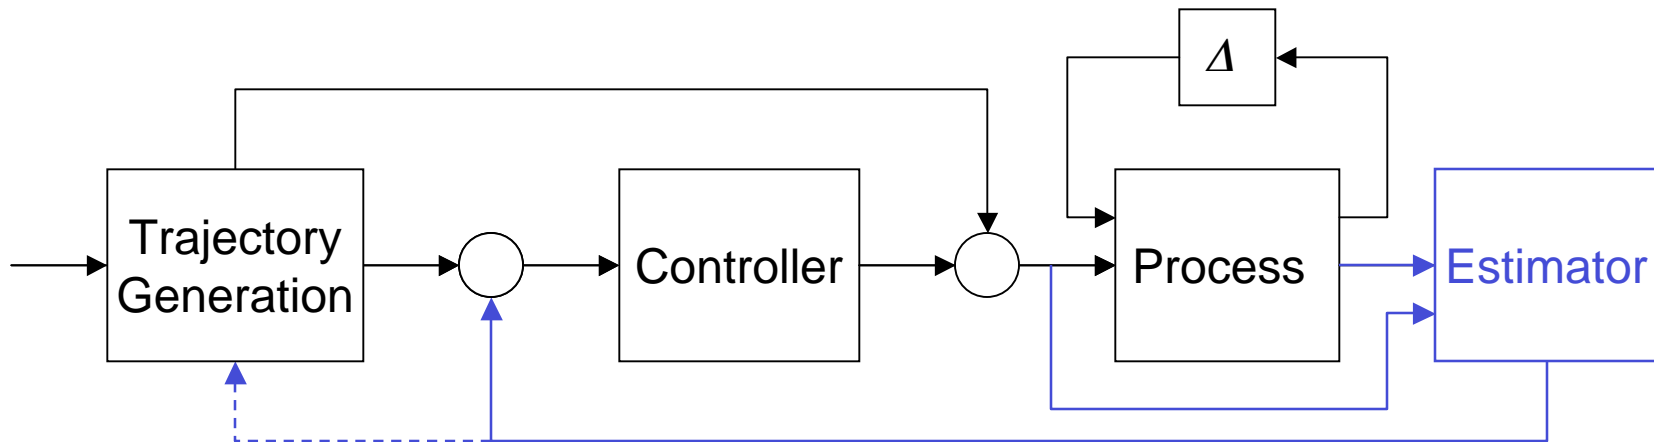 Δ
Trajectory
Generation
Controller
Process
Estimator